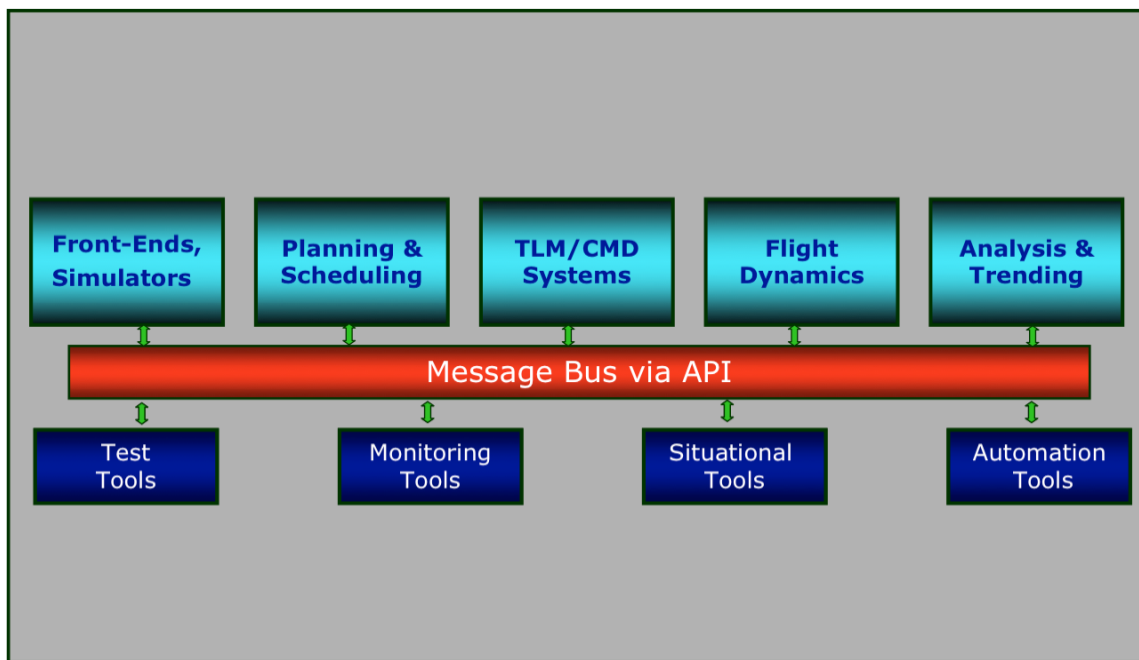 Front-Ends,
Simulators
Planning &
Scheduling
TLM/CMD
Systems
Flight
Dynamics
Analysis &
Trending
Message Bus via API
Test
Tools
Monitoring
Tools
Situational
Tools
Automation
Tools